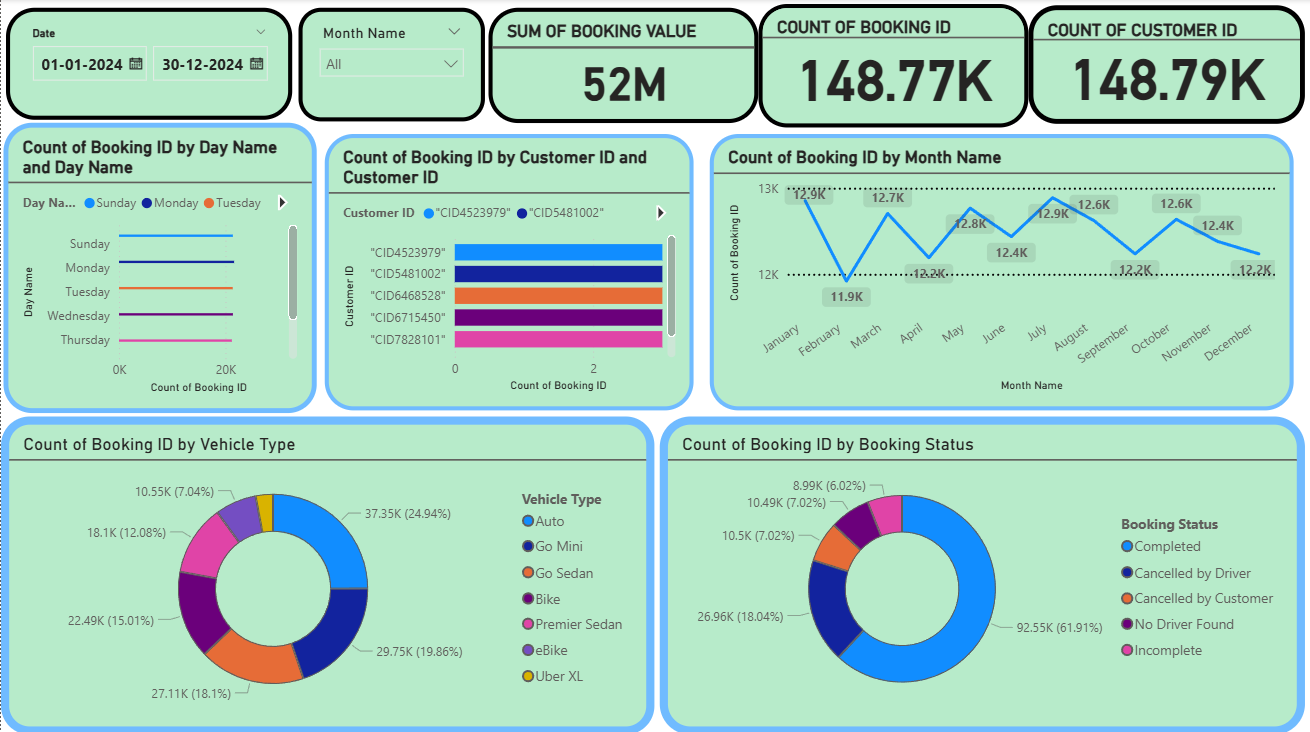 Date
01-01-2024
30-12-2024
Month Name
All
SUM OF BOOKING VALUE
52M
COUNT OF BOOKING ID
148.77K
COUNT OF CUSTOMER ID
148.79K
Count of Booking ID by Day Name
and Day Name
Day Na... Sunday Monday Tuesday
Day Name
Sunday
Monday
Tuesday
Wednesday
Thursday
0K 20K
Count of Booking ID
Count of Booking ID by Customer ID and
Customer ID
Customer ID "CID4523979" "CID5481002"
Customer ID
"CID4523979"
"CID5481002"
"CID6468528"
"CID6715450"
"CID7828101"
0 2
Count of Booking ID
Count of Booking ID by Month Name
Count of Booking ID
13K
12K
12.9K
11.9K
12.7K
12.2K
12.8K
12.4K
12.9K
12.6K
12.2K
12.6K
12.4K
12.2K
January
February
March
April
May
June
July
August
September
October
November
December
Month Name
Count of Booking ID by Vehicle Type
10.55K (7.04%)
37.35K (24.94%)
18.1K (12.08%)
22.49K (15.01%)
29.75K (19.86%)
27.11K (18.1%)
Vehicle Type
Auto
Go Mini
Go Sedan
Bike
Premier Sedan
eBike
Uber XL
Count of Booking ID by Booking Status
8.99K (6.02%)
10.49K (7.02%)
10.5K (7.02%)
26.96K (18.04%)
92.55K (61.91%)
Booking Status
Completed
Cancelled by Driver
Cancelled by Customer
No Driver Found
Incomplete